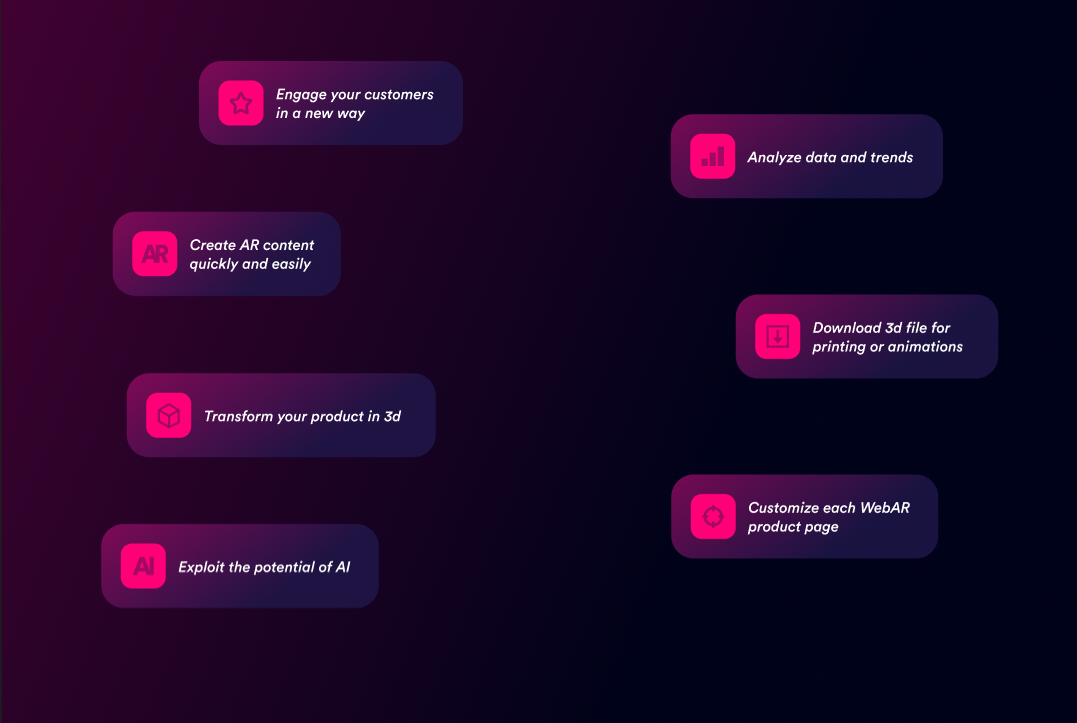 Engage your customers
in a new way
AR
Create AR content
quickly and easily
Transform your product in 3d
AI
Exploit the potential of AI
Analyze data and trends
Download 3d file for
printing or animations
Customize each WebAR
product page